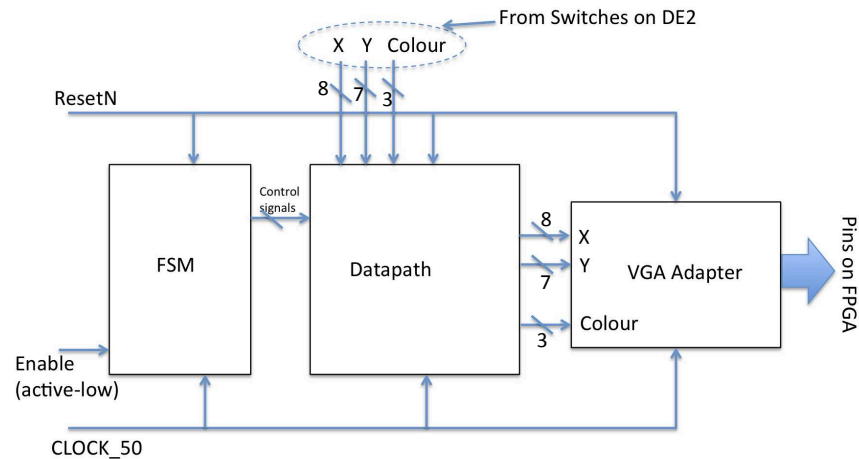 From Switches on DE2
X Y Colour
8
7
3
ResetN
Control
signals
FSM
Datapath
8
X
7
Y
3
Colour
VGA Adapter
Pins on FPGA
Enable
(active-low)
CLOCK_50